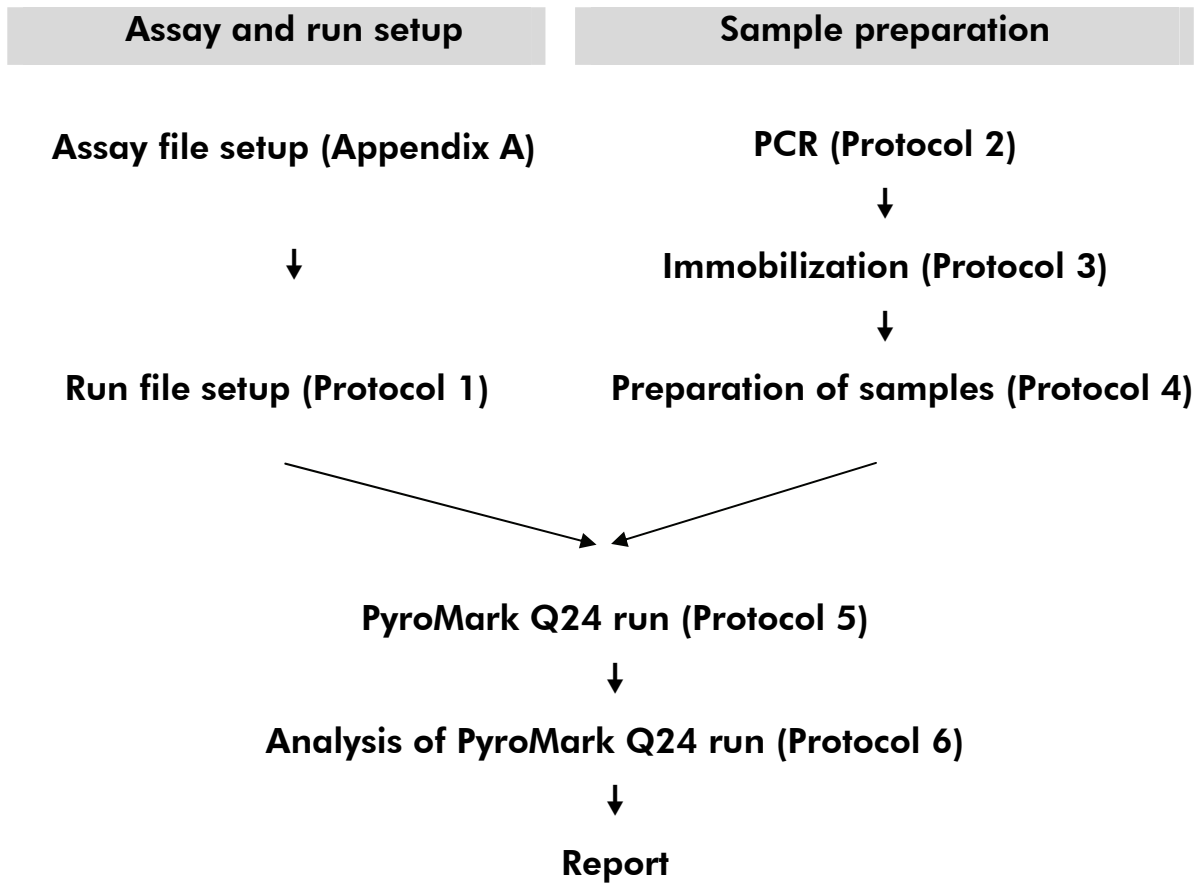 Assay and run setup
Sample preparation
Assay file setup (Appendix A)
PCR (Protocol 2)
Immobilization (Protocol 3)
Run file setup (Protocol 1)
Preparation of samples (Protocol 4)
PyroMark Q24 run (Protocol 5)
Analysis of PyroMark Q24 run (Protocol 6)
Report